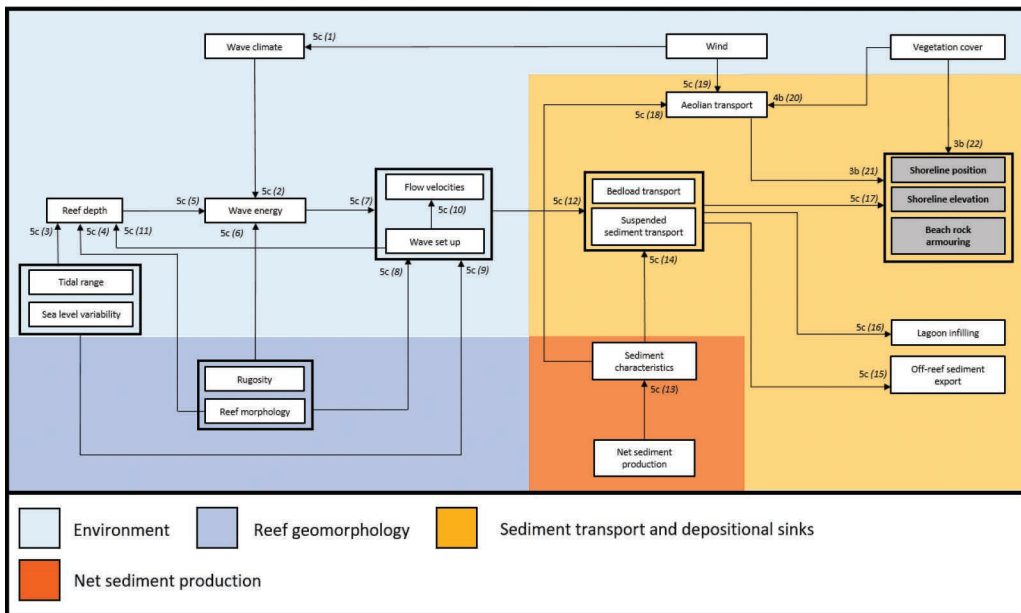 Wave climate
5c (1)
Wind
Vegetation cover
5c (19)
Aeolian transport
4b (20)
5c (18)
3b (22)
5c (2)
Flow velocities
3b (21)
Shoreline position
Bedload transport
Reef depth
5c (5)
Wave energy
5c (7)
5c (10)
5c (12)
5c (17)
Shoreline elevation
5c (3)
5c (4)
5c (11)
5c (6)
Wave set up
Suspended
sediment transport
Beach rock
armouring
5c (8)
5c (9)
5c (14)
Tidal range
Sea level variability
5c (16)
Lagoon infilling
Sediment
characteristics
Rugosity
5c (15)
Off-reef sediment
export
Reef morphology
5c (13)
Net sediment
production
Environment
Reef geomorphology
Sediment transport and depositional sinks
Net sediment production